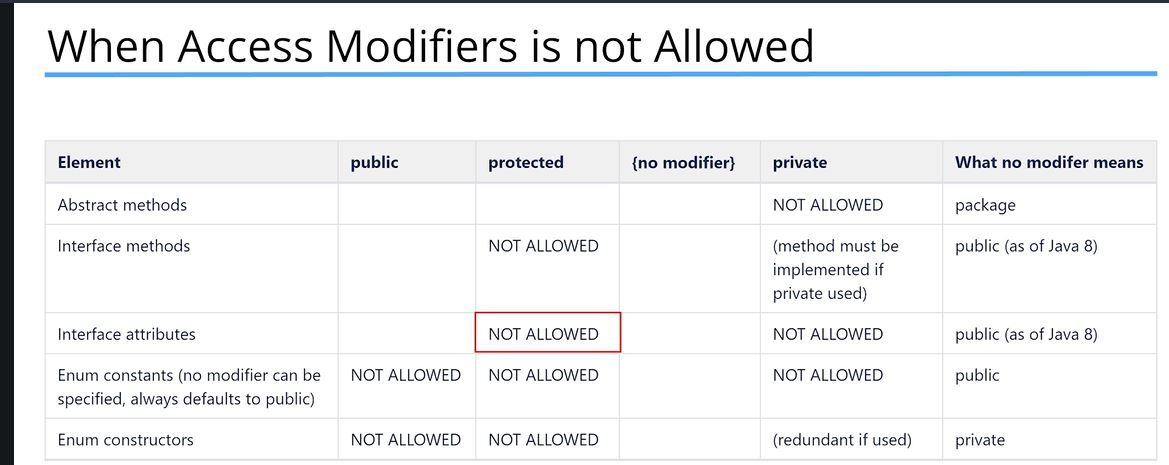 When Access Modifiers is not Allowed
Element public protected {no modifier} private What no modifer means
Abstract methods NOT ALLOWED package
Interface methods NOT ALLOWED (method must be public (as of Java 8)
implemented if
private used)
Interface attributes NOT ALLOWED NOT ALLOWED public (as of Java 8)
Enum constants (no modifier can be NOT ALLOWED NOT ALLOWED NOT ALLOWED public
specified, always defaults to public)
Enum constructors NOT ALLOWED NOT ALLOWED (redundant if used) private